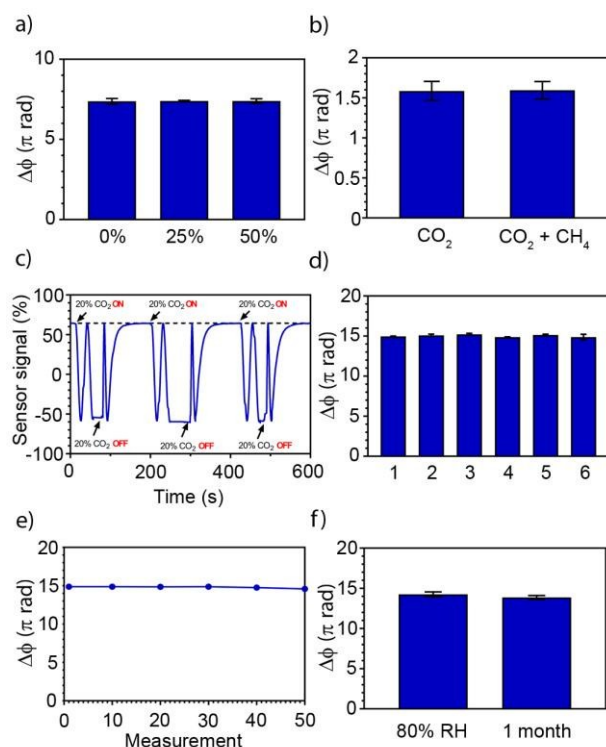 a)
Δϕ (π rad)
10
5
0
0% 25% 50%
b)
Δϕ (π rad)
2
1.5
1
0.5
0
CO₂ CO₂ + CH₄
c)
Sensor signal (%)
100
50
0
-50
-100
20% CO₂ ON 20% CO₂ ON 20% CO₂ ON
20% CO₂ OFF 20% CO₂ OFF 20% CO₂ OFF
0 200 400 600
Time (s)
d)
Δϕ (π rad)
20
15
10
5
0
1 2 3 4 5 6
e)
Δϕ (π rad)
20
15
10
5
0
0 10 20 30 40 50
Measurement
f)
Δϕ (π rad)
20
15
10
5
0
80% RH 1 month